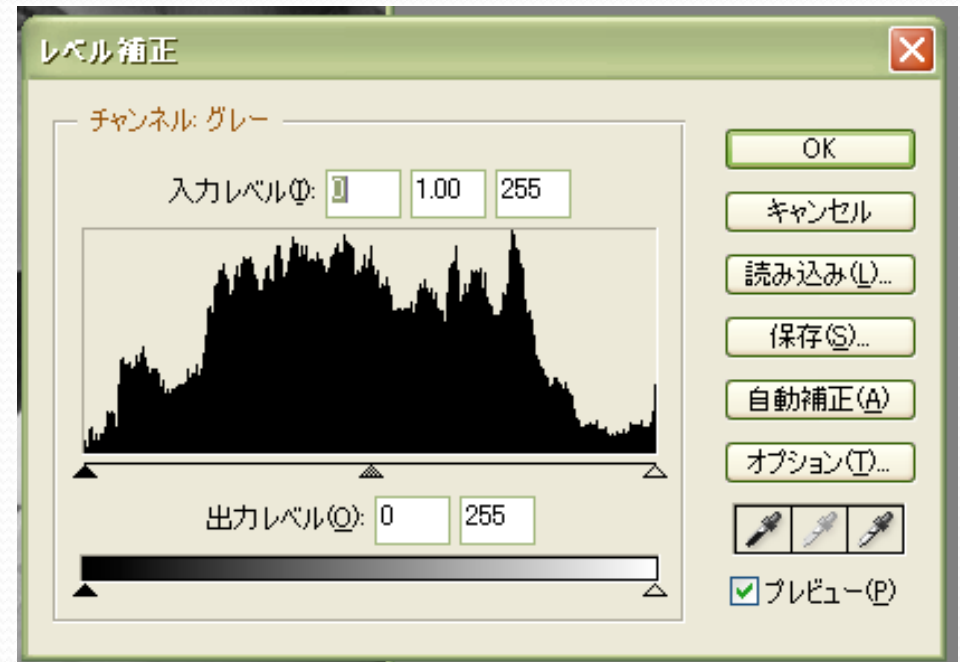 レベル補正
チャンネル: グレー
入力レベル(I): 0 1.00 255
出力レベル(O): 0 255
OK
キャンセル
読み込み(L)...
保存(S)...
自動補正(A)
オプション(T)...
プレビュー(P)